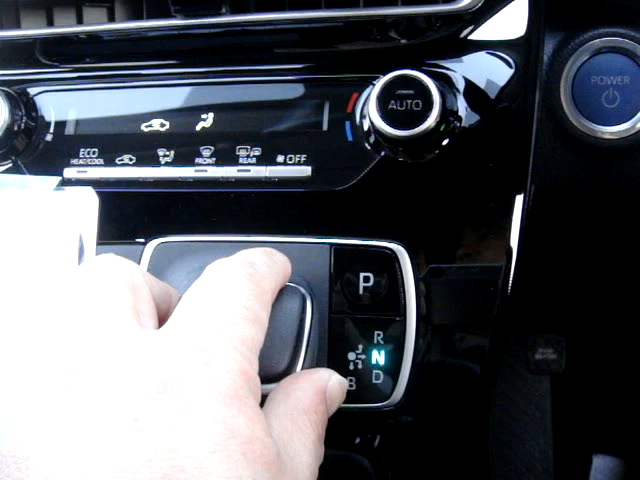 AUTO
POWER
ECO
HEAT/COOL
FRONT
REAR
OFF
P
R
N
D
B